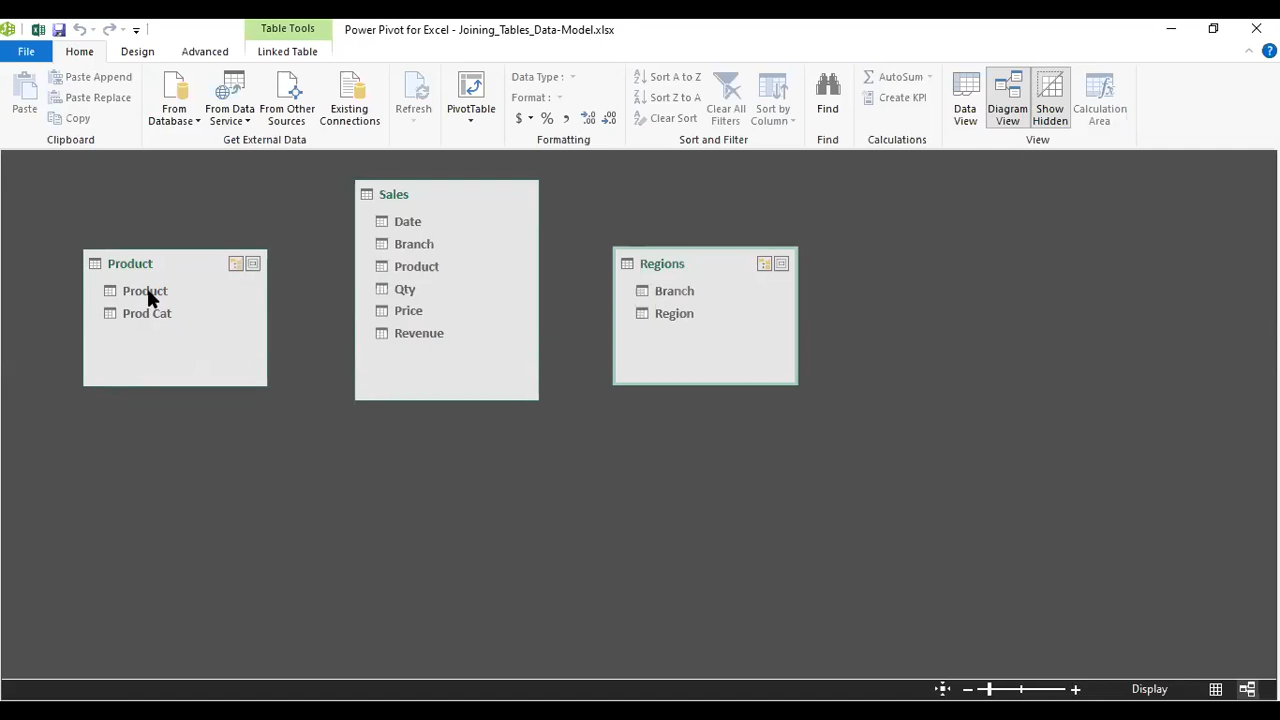 Table Tools
Power Pivot for Excel - Joining_Tables_Data-Model.xlsx
File
Home
Design
Advanced
Linked Table
Paste
Paste Append
Paste Replace
Copy
Clipboard
From Database
From Data Service
From Other Sources
Existing Connections
Get External Data
Refresh
PivotTable
Data Type :
Format :
$ % ,
Formatting
Sort A to Z
Sort Z to A
Clear Sort
Clear All Filters
Sort by Column
Sort and Filter
Find
Find
AutoSum
Create KPI
Calculations
Data View
Diagram View
Show Hidden
Calculation Area
View
Product
Product
Prod Cat
Sales
Date
Branch
Product
Qty
Price
Revenue
Regions
Branch
Region
Display